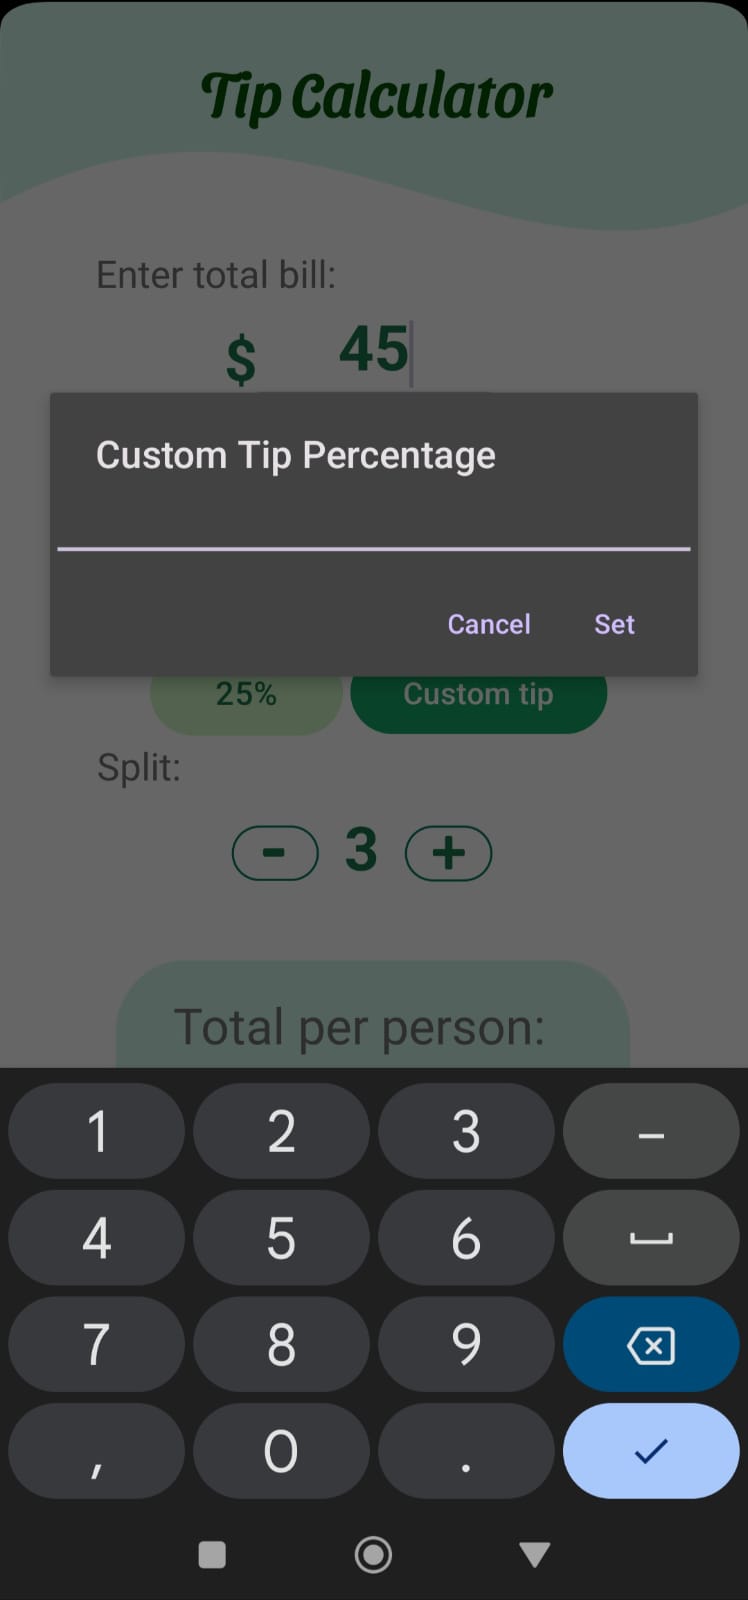 Tip Calculator
Enter total bill:
$ 45
Custom Tip Percentage
Cancel Set
25% Custom tip
Split:
- 3 +
Total per person:
1 2 3 –
4 5 6
7 8 9
, 0 .